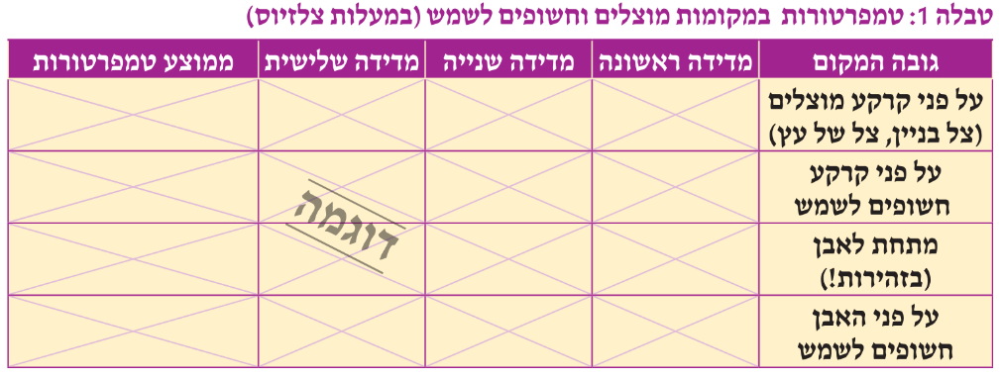 טבלה 1: טמפרטורות במקומות מוצלים וחשופים לשמש (במעלות צלזיוס)
גובה המקום	מדידה ראשונה	מדידה שנייה	מדידה שלישית	ממוצע טמפרטורות
על פני קרקע מוצלים
(צל בניין, צל של עץ)
על פני קרקע
חשופים לשמש
דוגמה
מתחת לאבן
(בזהירות!)
על פני האבן
חשופים לשמש